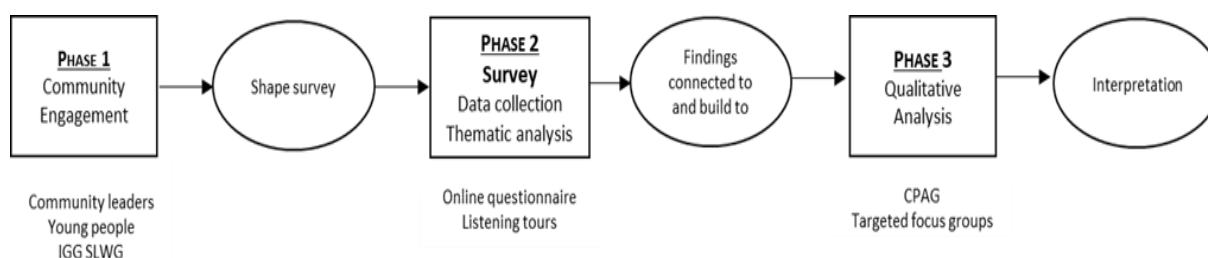 PHASE 1
Community
Engagement
Shape survey
PHASE 2
Survey
Data collection
Thematic analysis
Findings
connected to
and build to
PHASE 3
Qualitative
Analysis
Interpretation
Community leaders
Young people
IGG SLWG
Online questionnaire
Listening tours
CPAG
Targeted focus groups